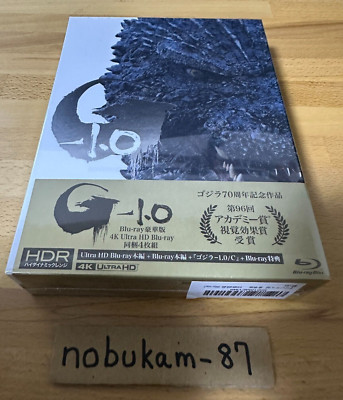 G-1.0
G-1.0
Blu-ray豪華版
4K Ultra HD Blu-ray
同梱4枚組
ゴジラ70周年記念作品
第96回
アカデミー賞®
視覚効果賞
受賞
HDR
ハイダイナミックレンジ
Ultra HD Blu-ray本編+Blu-ray本編+『ゴジラ-1.0/C』+Blu-ray特典
4K ULTRA HD
Blu-ray Disc
nobukam-87